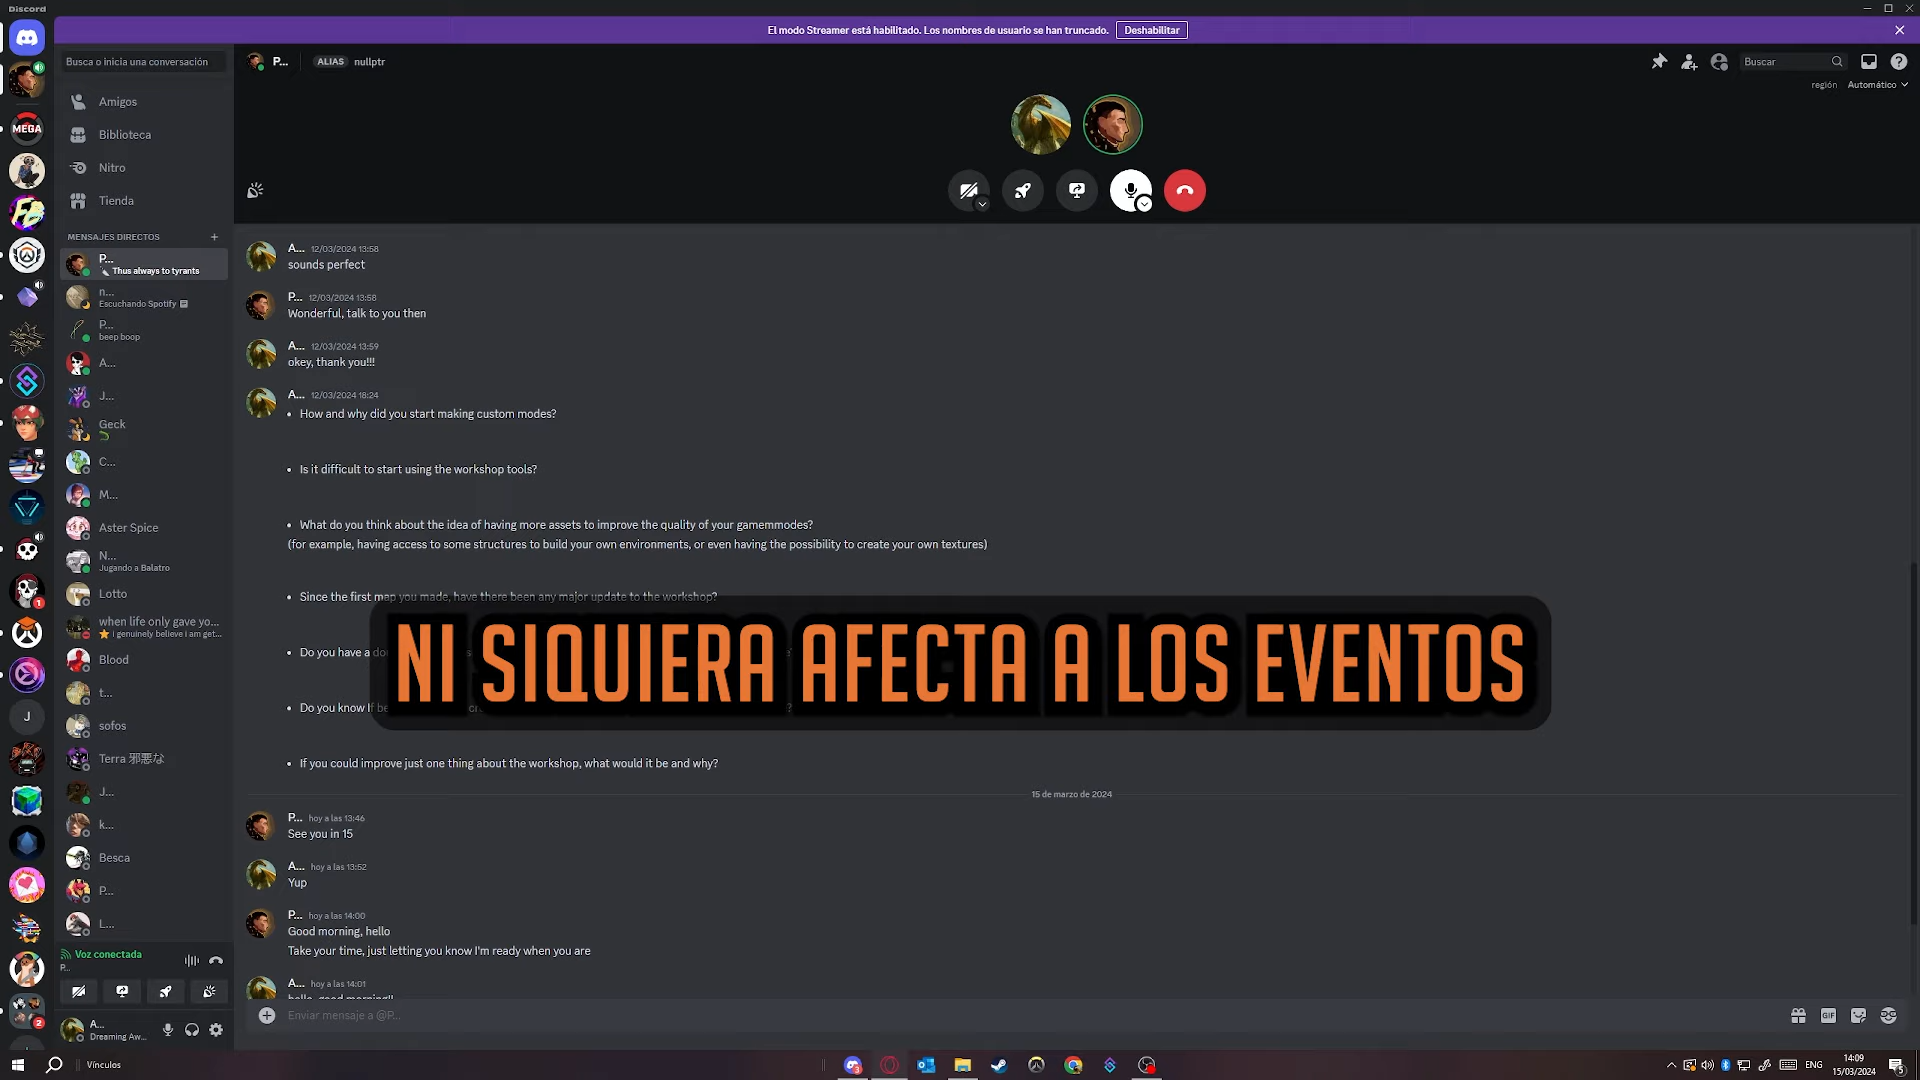 Discord
El modo Streamer está habilitado. Los nombres de usuario se han truncado. Deshabilitar
Busca o inicia una conversación
P... ALIAS nullptr
Buscar
región Automático
Amigos
MEGA
Biblioteca
Nitro
Tienda
MENSAJES DIRECTOS
P...
Thus always to tyrants
n...
Escuchando Spotify
P...
beep boop
A...
J...
Geck
C...
M...
Aster Spice
N...
Jugando a Balatro
Lotto
when life only gave yo...
i genuinely believe i am get...
Blood
t...
sofos
J
Terra 邪悪な
J...
k...
Besca
P...
L...
Voz conectada
P...
A...
Dreaming Aw...
A... 12/03/2024 13:58
sounds perfect
P... 12/03/2024 13:58
Wonderful, talk to you then
A... 12/03/2024 13:59
okey, thank you!!!
A... 12/03/2024 18:24
• How and why did you start making custom modes?
• Is it difficult to start using the workshop tools?
• What do you think about the idea of having more assets to improve the quality of your gamemmodes?
(for example, having access to some structures to build your own environments, or even having the possibility to create your own textures)
• Since the first map you made, have there been any major update to the workshop?
• Do you have a
• Do you know If
NI SIQUIERA AFECTA A LOS EVENTOS
• If you could improve just one thing about the workshop, what would it be and why?
15 de marzo de 2024
P... hoy a las 13:46
See you in 15
A... hoy a las 13:52
Yup
P... hoy a las 14:00
Good morning, hello
Take your time, just letting you know I'm ready when you are
A... hoy a las 14:01
hello, good morning!!
Enviar mensaje a @P...
GIF
1
2
Vínculos
ENG
14:09
15/03/2024
5